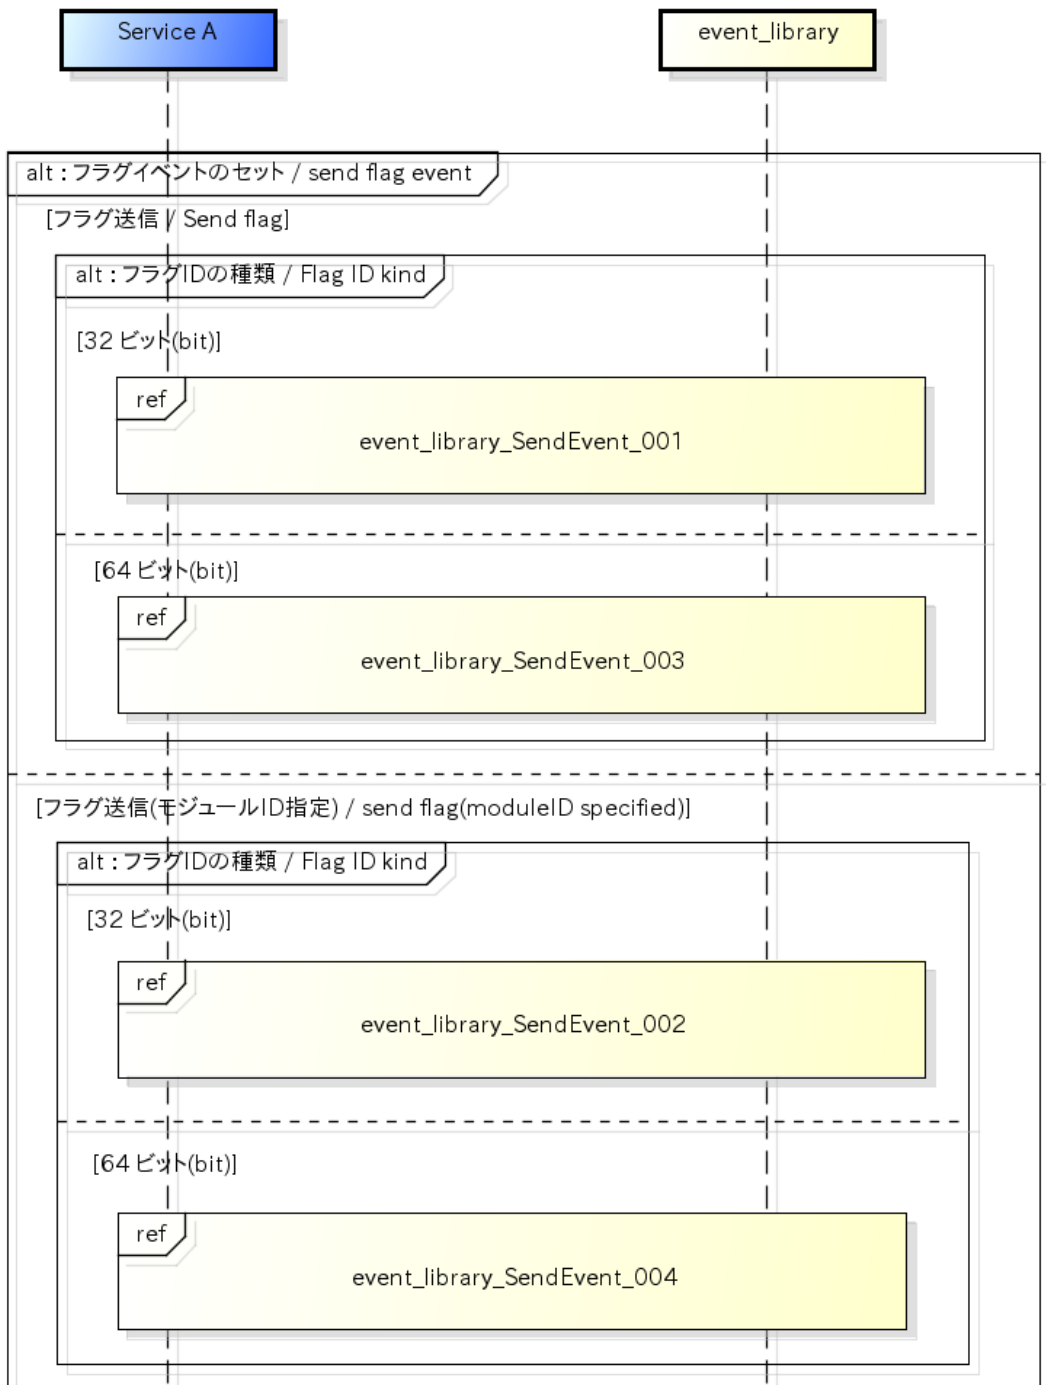 Service A
event_library
alt : フラグイベントのセット / send flag event
[フラグ送信 / Send flag]
alt : フラグIDの種類 / Flag ID kind
[32 ビット(bit)]
ref
event_library_SendEvent_001
[64 ビット(bit)]
ref
event_library_SendEvent_003
[フラグ送信(モジュールID指定) / send flag(moduleID specified)]
alt : フラグIDの種類 / Flag ID kind
[32 ビット(bit)]
ref
event_library_SendEvent_002
[64 ビット(bit)]
ref
event_library_SendEvent_004